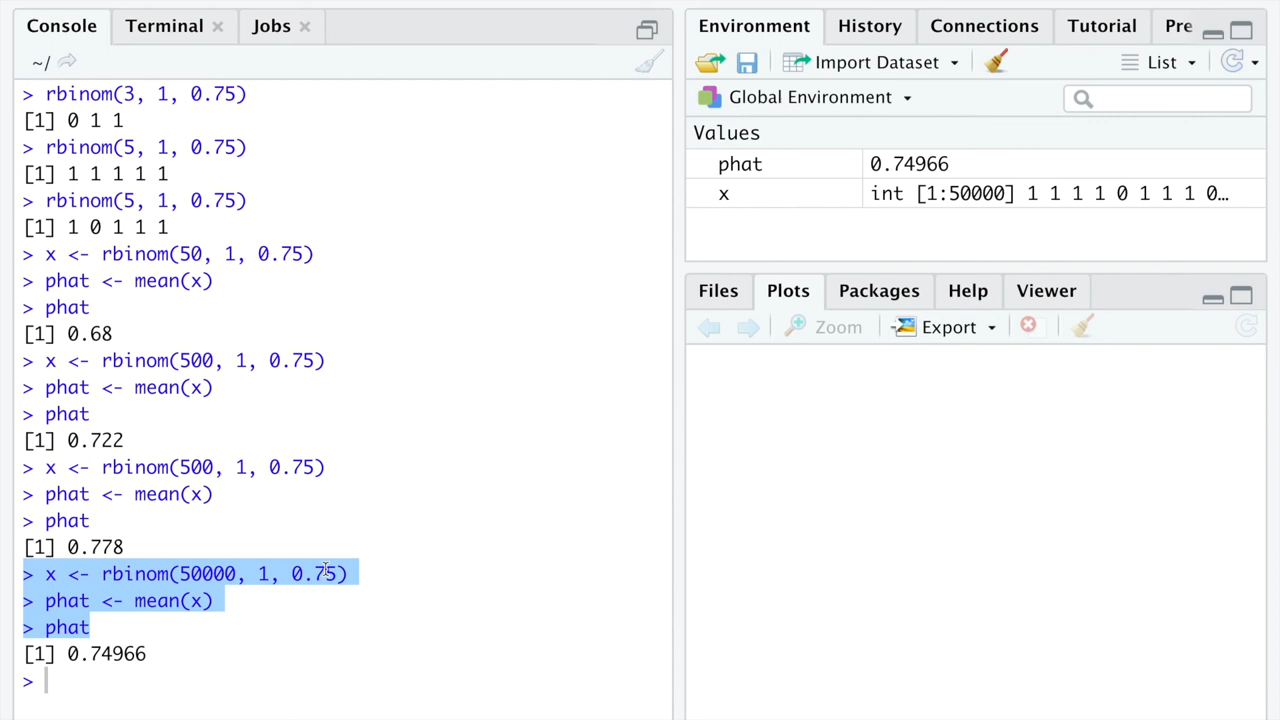 Console
Terminal
Jobs
~/
> rbinom(3, 1, 0.75)
[1] 0 1 1
> rbinom(5, 1, 0.75)
[1] 1 1 1 1 1
> rbinom(5, 1, 0.75)
[1] 1 0 1 1 1
> x <- rbinom(50, 1, 0.75)
> phat <- mean(x)
> phat
[1] 0.68
> x <- rbinom(500, 1, 0.75)
> phat <- mean(x)
> phat
[1] 0.722
> x <- rbinom(500, 1, 0.75)
> phat <- mean(x)
> phat
[1] 0.778
> x <- rbinom(50000, 1, 0.75)
> phat <- mean(x)
> phat
[1] 0.74966
>
Environment
History
Connections
Tutorial
Pre
Import Dataset
List
Global Environment
Values
phat 0.74966
x int [1:50000] 1 1 1 1 0 1 1 1 0…
Files
Plots
Packages
Help
Viewer
Zoom
Export